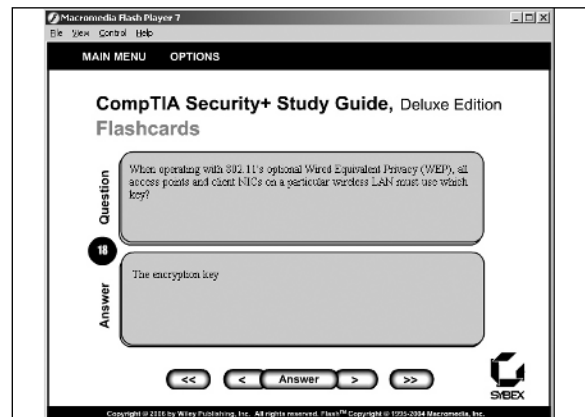 Macromedia Flash Player 7
File View Control Help
MAIN MENU OPTIONS
CompTIA Security+ Study Guide, Deluxe Edition
Flashcards
Question
When operating with 802.11's optional Wired Equivalent Privacy (WEP), all
access points and client NICs on a particular wireless LAN must use which
key?
18
Answer
The encryption key
<< < Answer > >>
SYBEX
Copyright © 2006 by Wiley Publishing, Inc. All rights reserved. Flash™ Copyright © 1995-2004 Macromedia, Inc.